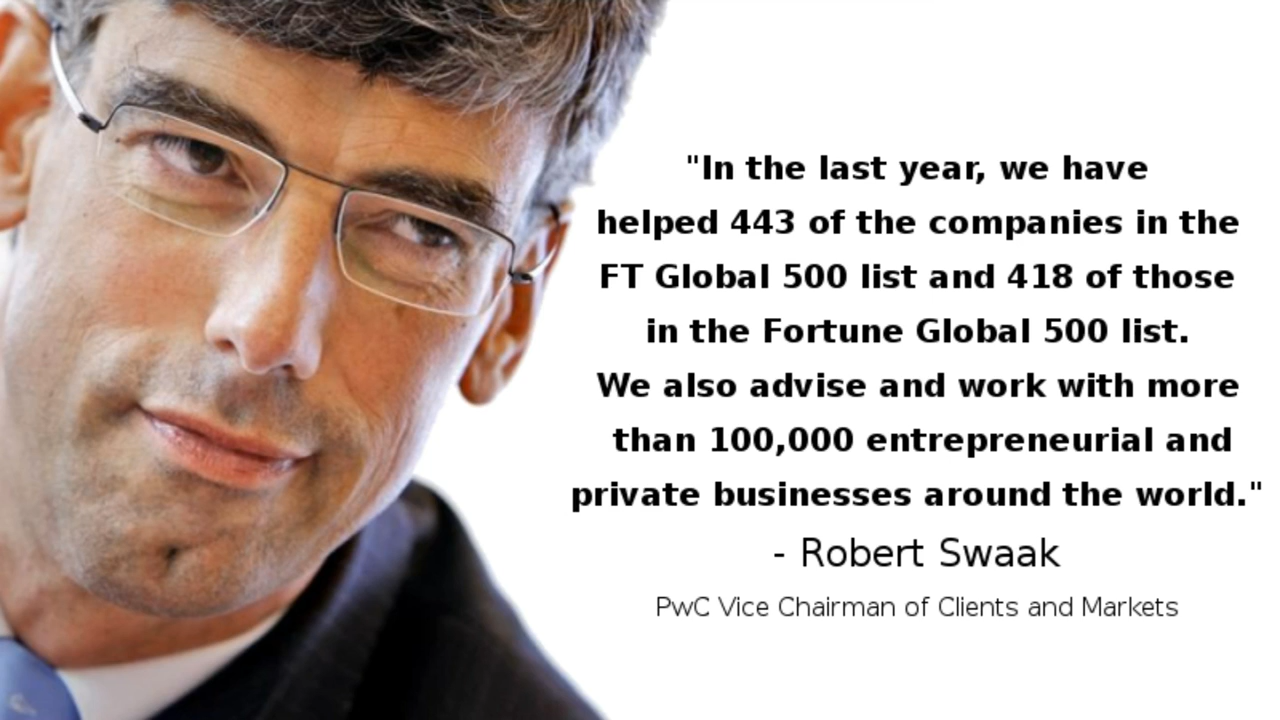 "In the last year, we have
helped 443 of the companies in the
FT Global 500 list and 418 of those
in the Fortune Global 500 list.
We also advise and work with more
than 100,000 entrepreneurial and
private businesses around the world."
- Robert Swaak
PwC Vice Chairman of Clients and Markets